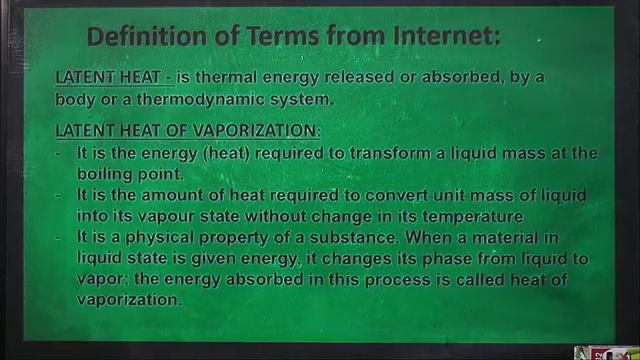 Definition of Terms from Internet:
LATENT HEAT - is thermal energy released or absorbed, by a
body or a thermodynamic system.
LATENT HEAT OF VAPORIZATION:
- It is the energy (heat) required to transform a liquid mass at the
boiling point.
- It is the amount of heat required to convert unit mass of liquid
into its vapour state without change in its temperature
- It is a physical property of a substance. When a material in
liquid state is given energy, it changes its phase from liquid to
vapor; the energy absorbed in this process is called heat of
vaporization.